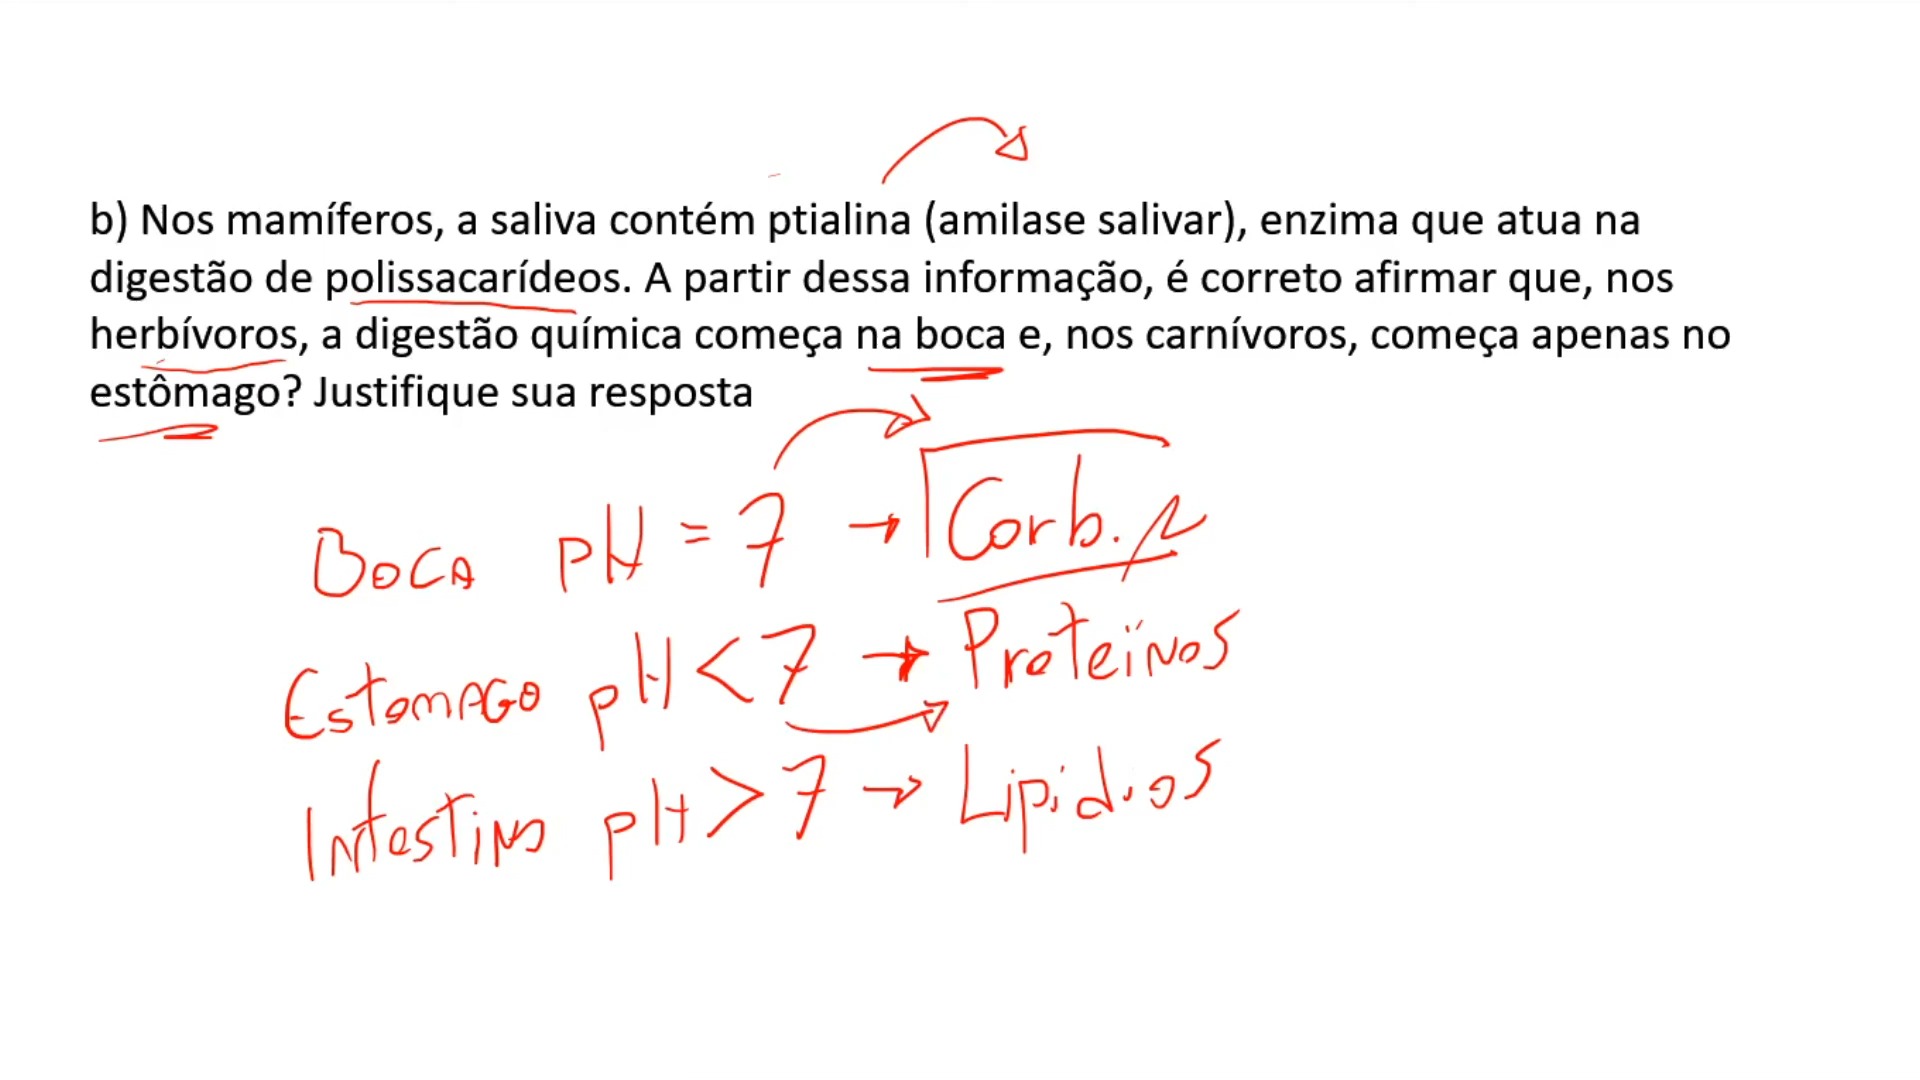 b) Nos mamíferos, a saliva contém ptialina (amilase salivar), enzima que atua na
digestão de polissacarídeos. A partir dessa informação, é correto afirmar que, nos
herbívoros, a digestão química começa na boca e, nos carnívoros, começa apenas no
estômago? Justifique sua resposta
BOCA pH = 7 → Carb.
ESTOMAGO pH < 7 → Proteínas
INTESTINO pH > 7 → Lipidios